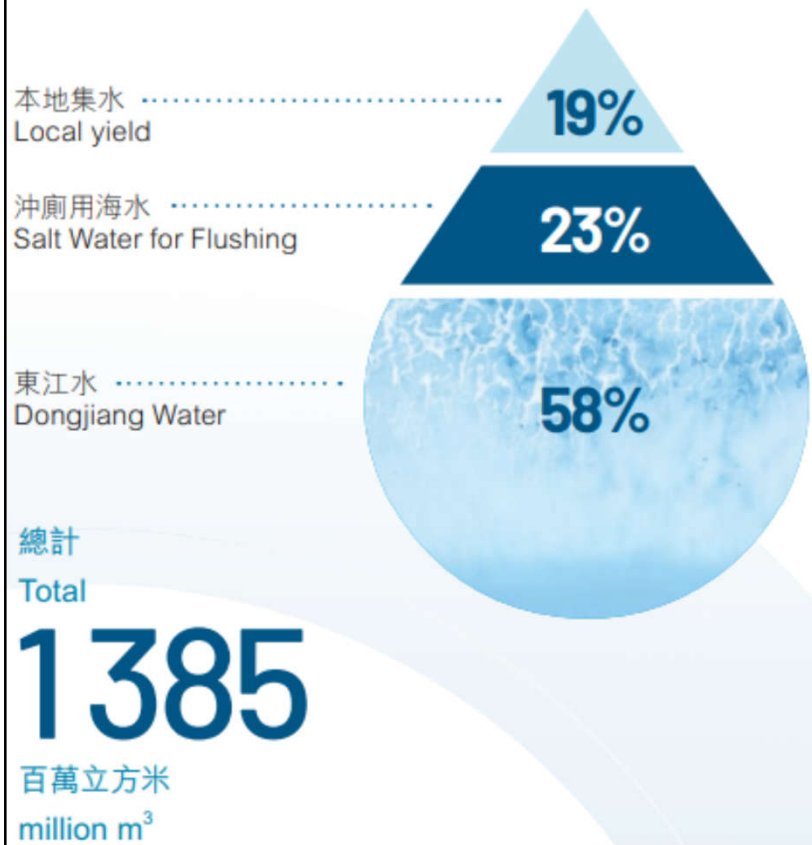 本地集水
Local yield
19%
沖廁用海水
Salt Water for Flushing
23%
東江水
Dongjiang Water
58%
總計
Total
1385
百萬立方米
million m³